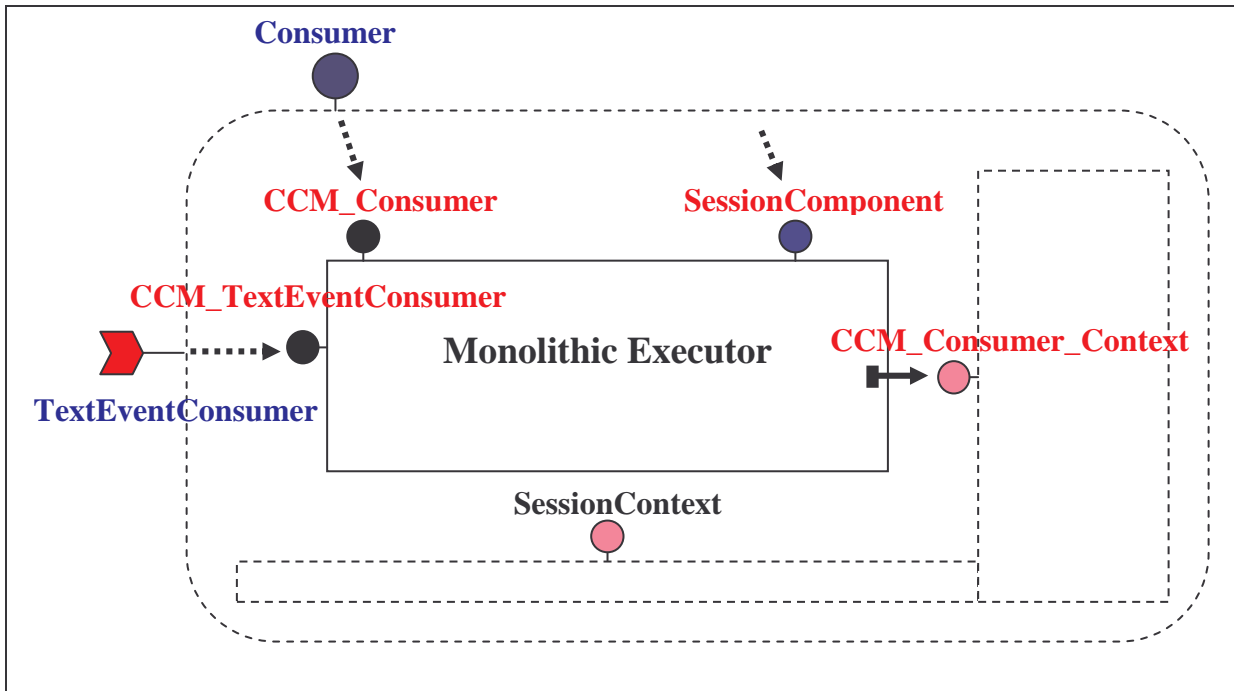 Consumer
CCM_Consumer
SessionComponent
CCM_TextEventConsumer
Monolithic Executor
CCM_Consumer_Context
TextEventConsumer
SessionContext